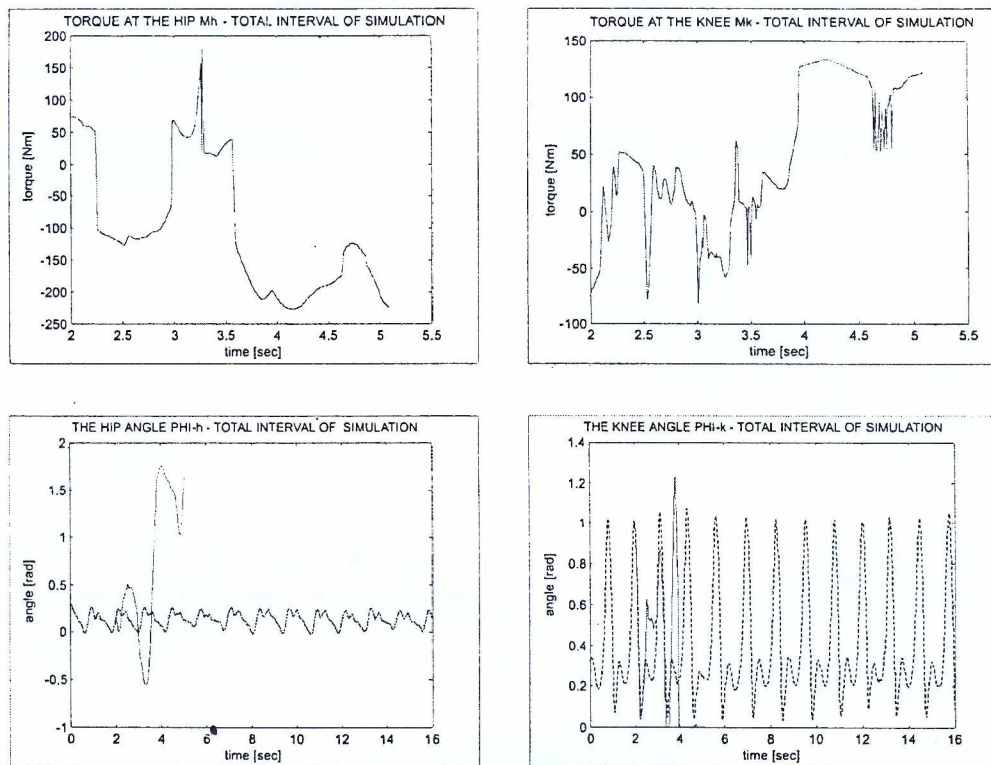 TORQUE AT THE HIP Mh - TOTAL INTERVAL OF SIMULATION
200
150
100
50
0
-50
-100
-150
-200
-250
torque [Nm]
2 2.5 3 3.5 4 4.5 5 5.5
time [sec]
TORQUE AT THE KNEE Mk - TOTAL INTERVAL OF SIMULATION
150
100
50
0
-50
-100
torque [Nm]
2 2.5 3 3.5 4 4.5 5 5.5
time [sec]
THE HIP ANGLE PHI-h - TOTAL INTERVAL OF SIMULATION
2
1.5
1
0.5
0
-0.5
-1
angle [rad]
0 2 4 6 8 10 12 14 16
time [sec]
THE KNEE ANGLE PHI-k - TOTAL INTERVAL OF SIMULATION
1.4
1.2
1
0.8
0.6
0.4
0.2
0
angle [rad]
0 2 4 6 8 10 12 14 16
time [sec]